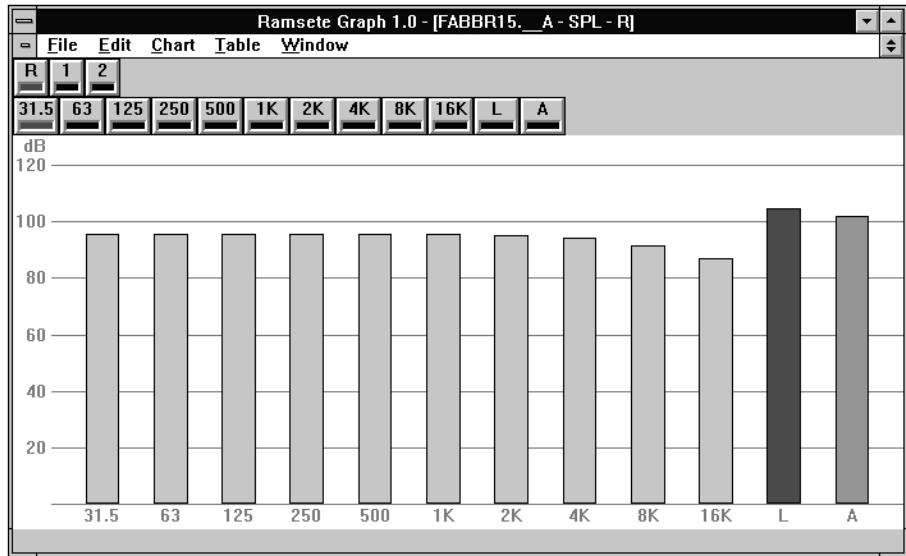 Ramsete Graph 1.0 - [FABBR15.__A - SPL - R]
File Edit Chart Table Window
R 1 2
31.5 63 125 250 500 1K 2K 4K 8K 16K L A
dB
120
100
80
60
40
20
31.5 63 125 250 500 1K 2K 4K 8K 16K L A